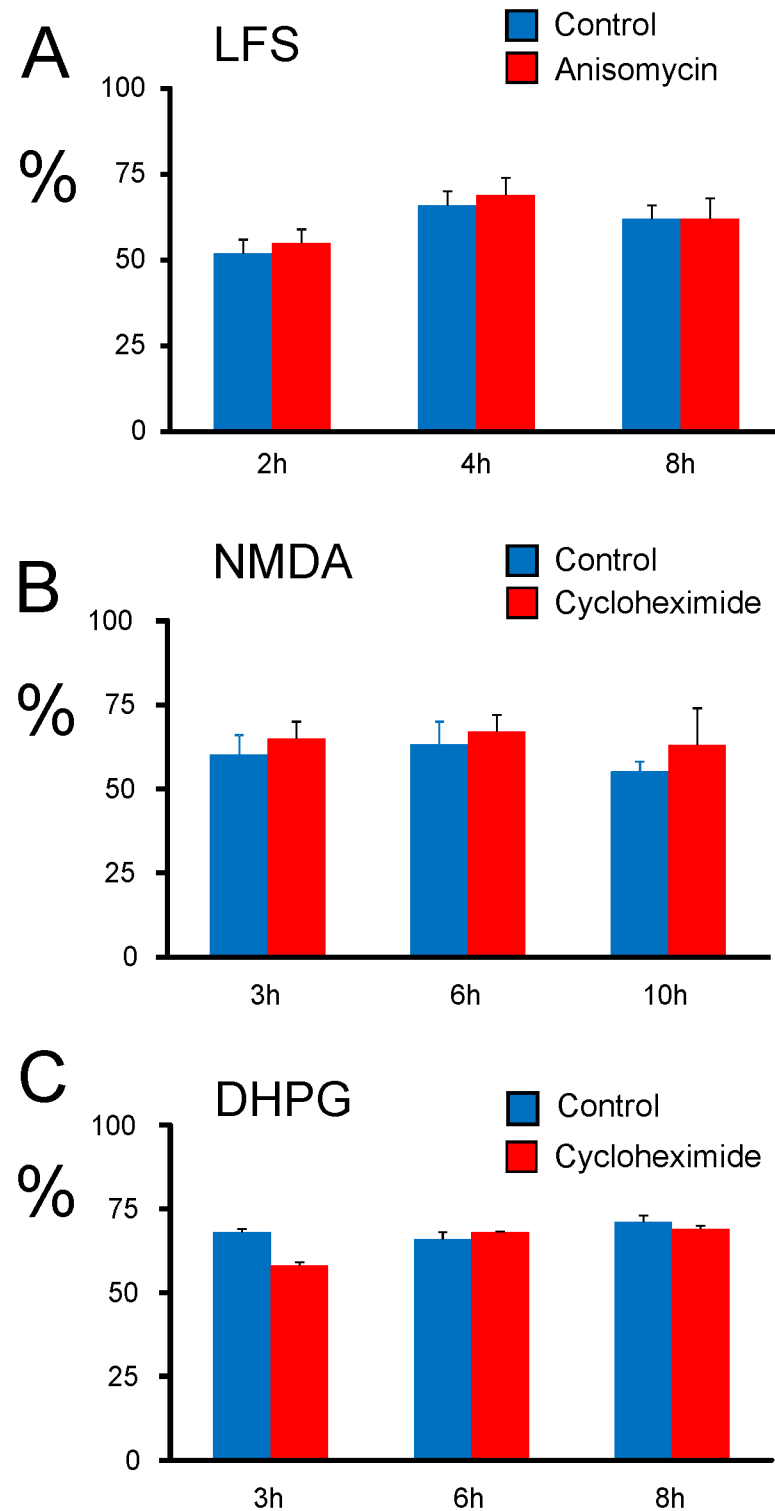 A
LFS
Control
Anisomycin
%
100
75
50
25
0
2h 4h 8h
B
NMDA
Control
Cycloheximide
%
100
75
50
25
0
3h 6h 10h
C
DHPG
Control
Cycloheximide
%
100
75
50
25
0
3h 6h 8h